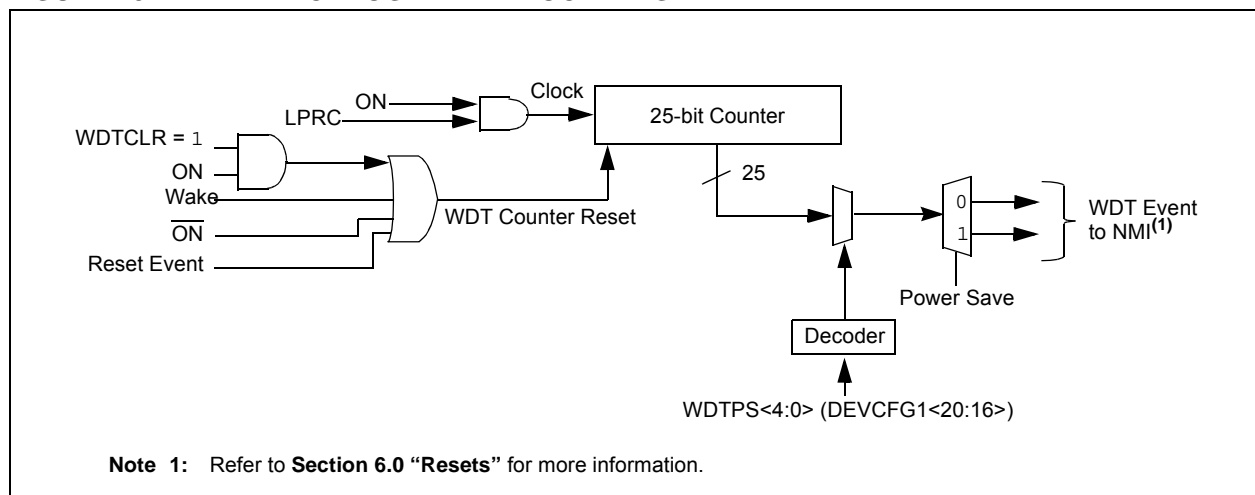 ON
Clock
LPRC
25-bit Counter
WDTCLR = 1
ON
Wake
25
WDT Counter Reset
O̅N̅
Reset Event
0
1
WDT Event
to NMI(1)
Power Save
Decoder
WDTPS<4:0> (DEVCFG1<20:16>)
Note 1: Refer to Section 6.0 “Resets” for more information.